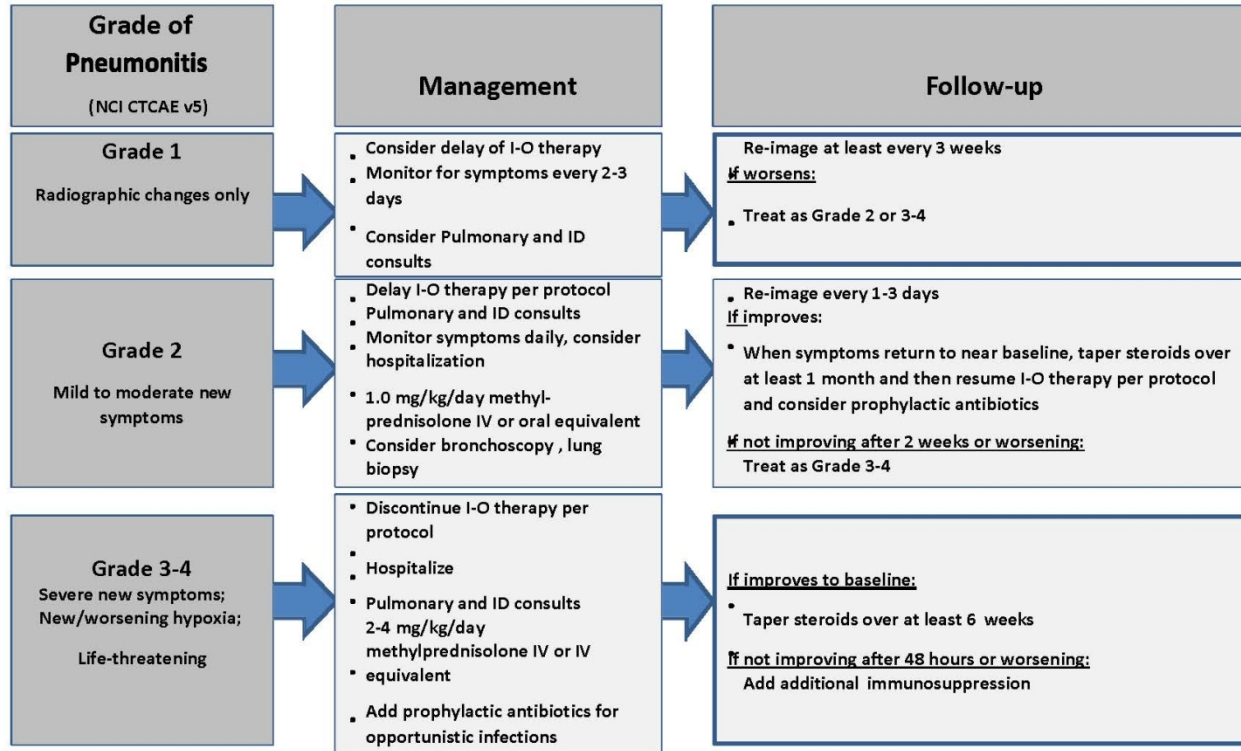 Grade of
Pneumonitis
(NCI CTCAE v5)
Management
Follow-up
Grade 1
Radiographic changes only
• Consider delay of I-O therapy
• Monitor for symptoms every 2-3
days
• Consider Pulmonary and ID
consults
Re-image at least every 3 weeks
• If worsens:
• Treat as Grade 2 or 3-4
Grade 2
Mild to moderate new
symptoms
• Delay I-O therapy per protocol
• Pulmonary and ID consults
• Monitor symptoms daily, consider
hospitalization
• 1.0 mg/kg/day methyl-
prednisolone IV or oral equivalent
• Consider bronchoscopy , lung
biopsy
• Re-image every 1-3 days
If improves:
• When symptoms return to near baseline, taper steroids over
at least 1 month and then resume I-O therapy per protocol
and consider prophylactic antibiotics
• If not improving after 2 weeks or worsening:
Treat as Grade 3-4
Grade 3-4
Severe new symptoms;
New/worsening hypoxia;
Life-threatening
• Discontinue I-O therapy per
protocol
• Hospitalize
• Pulmonary and ID consults
2-4 mg/kg/day
methylprednisolone IV or IV
• equivalent
• Add prophylactic antibiotics for
opportunistic infections
If improves to baseline:
• Taper steroids over at least 6 weeks
• If not improving after 48 hours or worsening:
Add additional immunosuppression